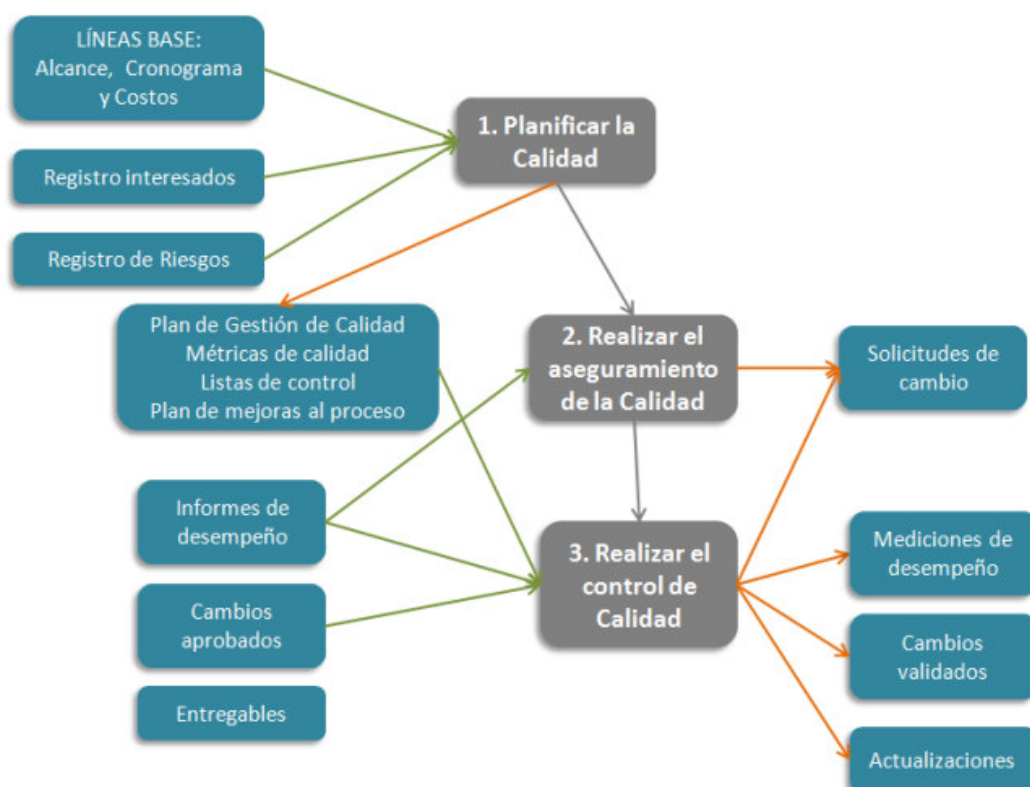 LÍNEAS BASE:
Alcance, Cronograma
y Costos
Registro interesados
Registro de Riesgos
1. Planificar la
Calidad
Plan de Gestión de Calidad
Métricas de calidad
Listas de control
Plan de mejoras al proceso
2. Realizar el
aseguramiento
de la Calidad
Solicitudes de
cambio
Informes de
desempeño
Cambios
aprobados
Entregables
3. Realizar el
control de
Calidad
Mediciones de
desempeño
Cambios
validados
Actualizaciones